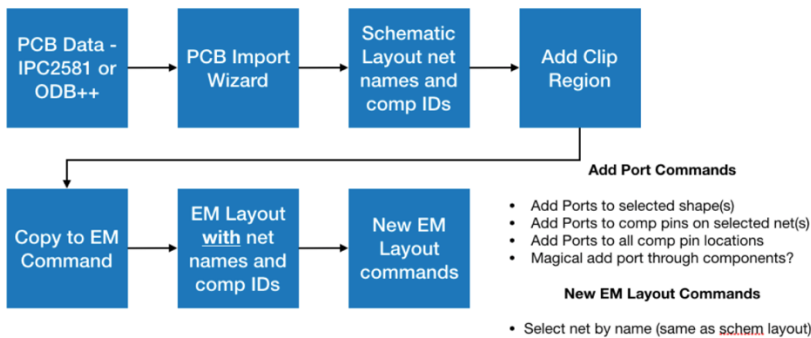 PCB Data -
IPC2581 or
ODB++
PCB Import
Wizard
Schematic
Layout net
names and
comp IDs
Add Clip
Region
Copy to EM
Command
EM Layout
with net
names and
comp IDs
New EM
Layout
commands
Add Port Commands
• Add Ports to selected shape(s)
• Add Ports to comp pins on selected net(s)
• Add Ports to all comp pin locations
• Magical add port through components?
New EM Layout Commands
• Select net by name (same as schem layout)